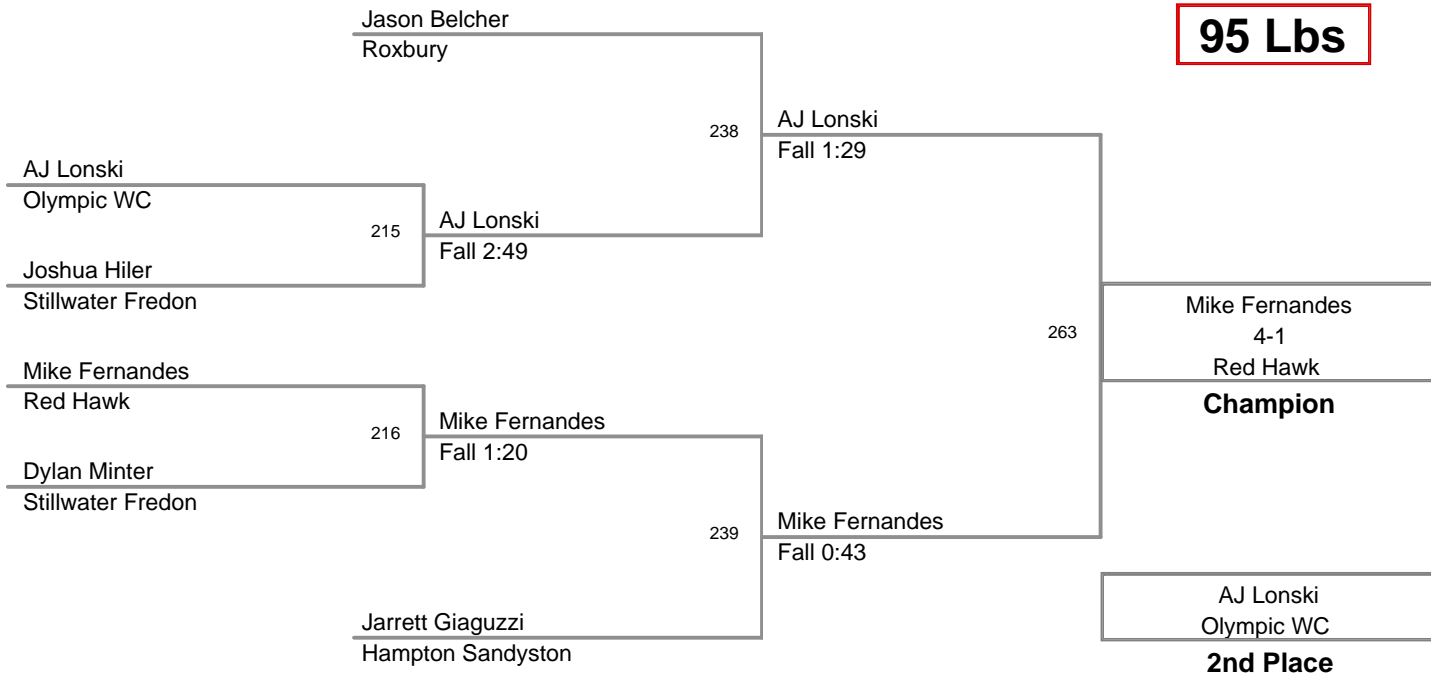 Jason Belcher
Roxbury
95 Lbs
238
AJ Lonski
Fall 1:29
AJ Lonski
Olympic WC
215
AJ Lonski
Fall 2:49
Joshua Hiler
Stillwater Fredon
263
Mike Fernandes
4-1
Red Hawk
Champion
Mike Fernandes
Red Hawk
216
Mike Fernandes
Fall 1:20
Dylan Minter
Stillwater Fredon
239
Mike Fernandes
Fall 0:43
Jarrett Giaguzzi
Hampton Sandyston
AJ Lonski
Olympic WC
2nd Place